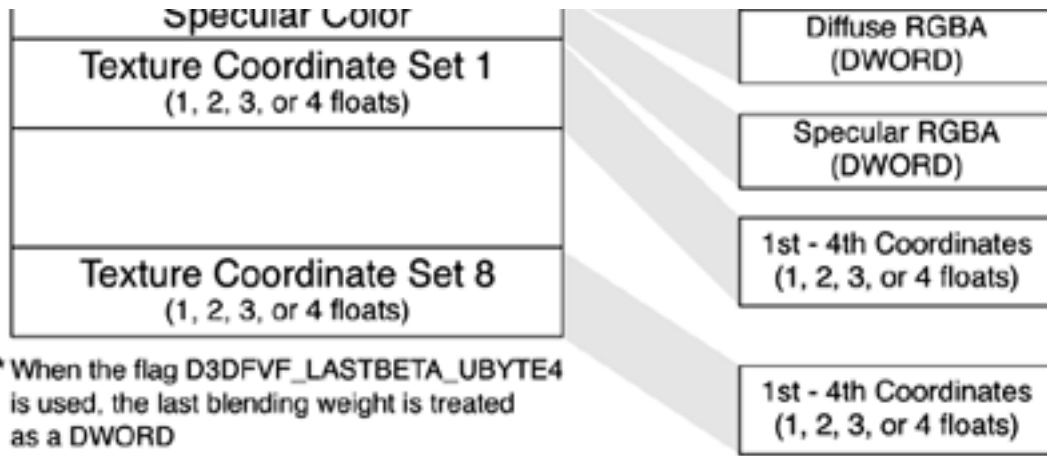 Specular Color
Texture Coordinate Set 1
(1, 2, 3, or 4 floats)
Texture Coordinate Set 8
(1, 2, 3, or 4 floats)
* When the flag D3DFVF_LASTBETA_UBYTE4
is used, the last blending weight is treated
as a DWORD
Diffuse RGBA
(DWORD)
Specular RGBA
(DWORD)
1st - 4th Coordinates
(1, 2, 3, or 4 floats)
1st - 4th Coordinates
(1, 2, 3, or 4 floats)